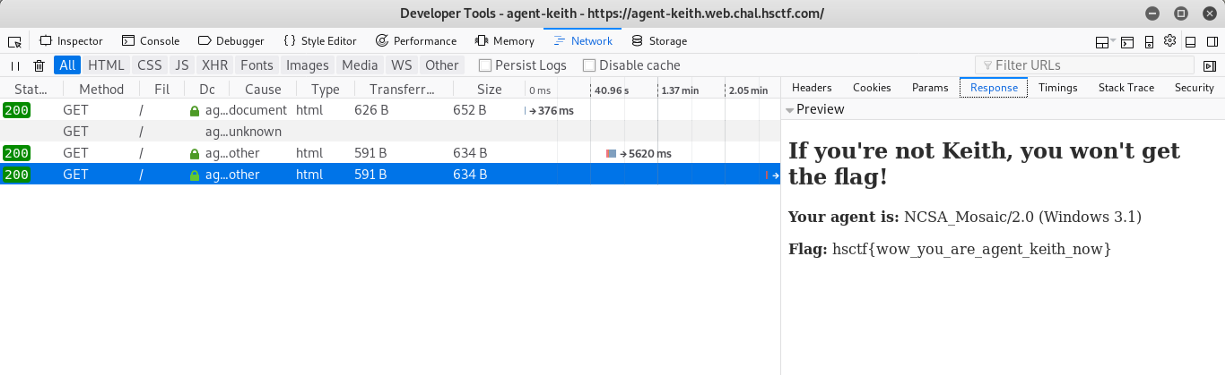 Developer Tools - agent-keith - https://agent-keith.web.chal.hsctf.com/
Inspector Console Debugger Style Editor Performance Memory Network Storage
All HTML CSS JS XHR Fonts Images Media WS Other Persist Logs Disable cache Filter URLs
Stat… Method Fil Dc Cause Type Transferr… Size 0 ms 40.96 s 1.37 min 2.05 min
200 GET / ag…document html 626 B 652 B → 376 ms
GET / ag…unknown
200 GET / ag…other html 591 B 634 B → 5620 ms
200 GET / ag…other html 591 B 634 B →
Headers Cookies Params Response Timings Stack Trace Security
Preview
If you're not Keith, you won't get
the flag!
Your agent is: NCSA_Mosaic/2.0 (Windows 3.1)
Flag: hsctf{wow_you_are_agent_keith_now}